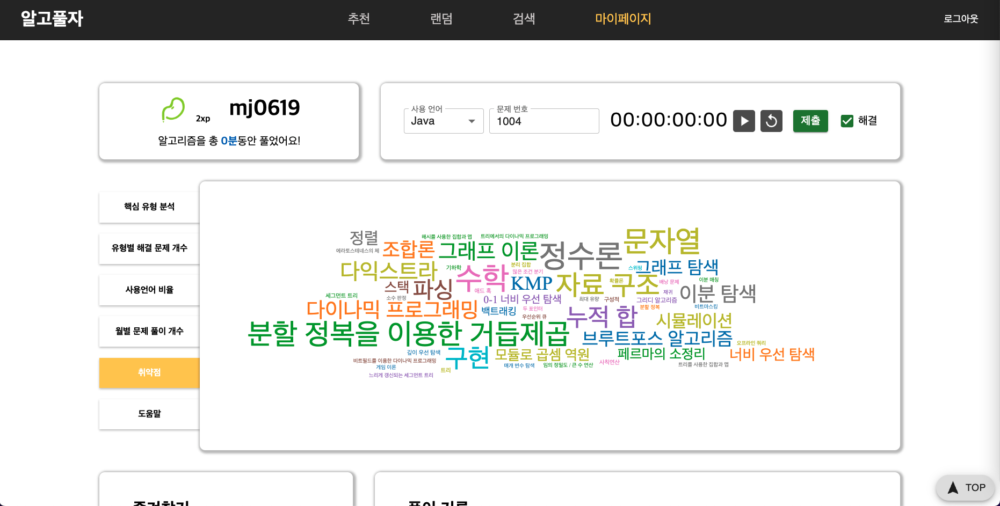 알고풀자
추천
랜덤
검색
마이페이지
로그아웃
2xp
mj0619
알고리즘을 총 0분동안 풀었어요!
사용 언어
Java
문제 번호
1004
00:00:00:00
제출
해결
핵심 유형 분석
유형별 해결 문제 개수
사용언어 비율
월별 문제 풀이 개수
취약점
도움말
정렬
해시를 사용한 집합과 맵
트리에서의 다이나믹 프로그래밍
문자열
에라토스테네스의 체
조합론
그래프 이론
정수론
다익스트라
기하학
수학
분리 집합
많은 조건 분기
스위핑
그래프 탐색
스택
파싱
KMP
자료 구조
확률론
배낭 문제
이분 매칭
애드 혹
세그먼트 트리
소수 판정
0-1 너비 우선 탐색
최대 유량
구성적
재귀
그리디 알고리즘
이분 탐색
다이나믹 프로그래밍
백트래킹
두 포인터
우선순위 큐
누적 합
분할 정복
비트마스킹
시뮬레이션
분할 정복을 이용한 거듭제곱
브루트포스 알고리즘
오프라인 쿼리
깊이 우선 탐색
구현
모듈로 곱셈 역원
페르마의 소정리
너비 우선 탐색
비트필드를 이용한 다이나믹 프로그래밍
게임 이론
매개 변수 탐색
임의 정밀도 / 큰 수 연산
사칙연산
트리를 사용한 집합과 맵
트리
느리게 갱신되는 세그먼트 트리
TOP